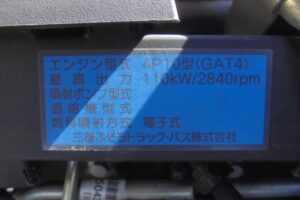 エンジン型式 4P10型(GAT4)
最高出力 110kW/2840rpm
噴射ポンプ型式
過給機型式
燃料噴射方式 電子式
三菱ふそうトラック・バス株式会社